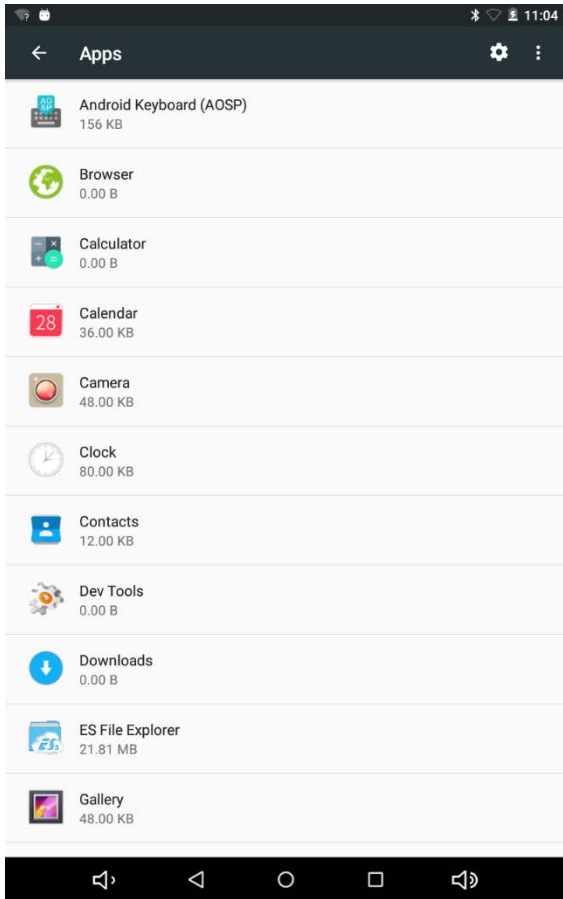 11:04
Apps
AO
SP
Android Keyboard (AOSP)
156 KB
Browser
0.00 B
Calculator
0.00 B
28
Calendar
36.00 KB
Camera
48.00 KB
Clock
80.00 KB
Contacts
12.00 KB
Dev Tools
0.00 B
Downloads
0.00 B
ES File Explorer
21.81 MB
Gallery
48.00 KB